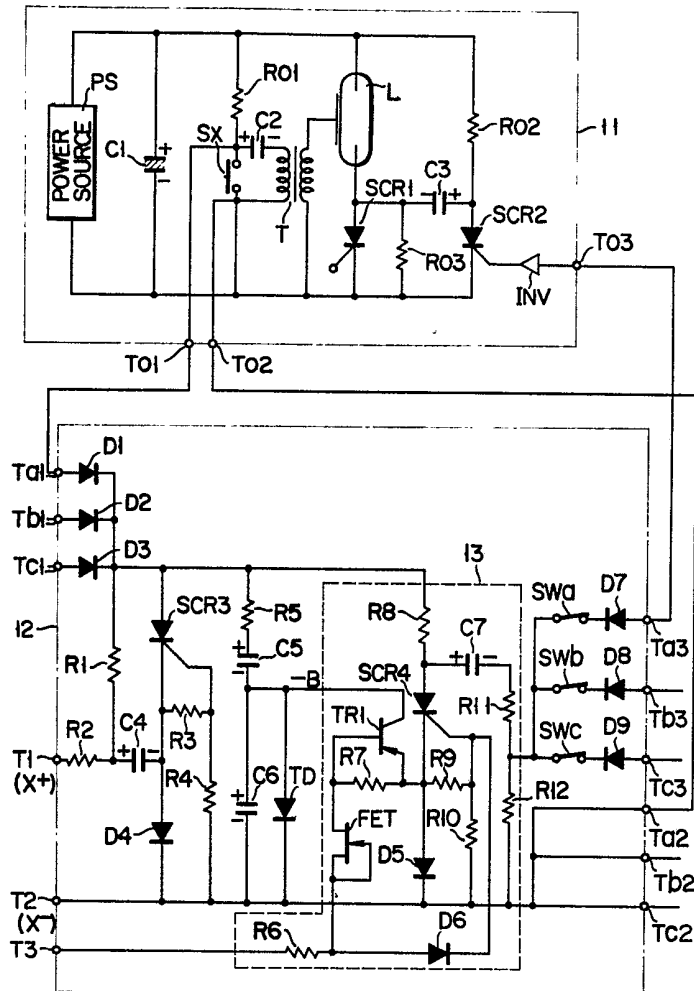 PS
POWER SOURCE
C1
+
-
R01
SX
+
C2
-
T
L
R02
11
SCR1
C3
-
+
SCR2
R03
INV
T03
T01
T02
Ta1
D1
Tb1
D2
Tc1
D3
12
SCR3
R1
R5
+
C5
-
13
R8
C7
+
-
SWa
D7
Ta3
R2
C4
+
-
R3
R4
-B
SCR4
TR1
R11
SWb
D8
Tb3
T1
(X+)
C6
+
-
TD
R7
R9
SWc
D9
Tc3
D4
FET
R10
R12
D5
Ta2
Tb2
T2
(X-)
Tc2
T3
R6
D6